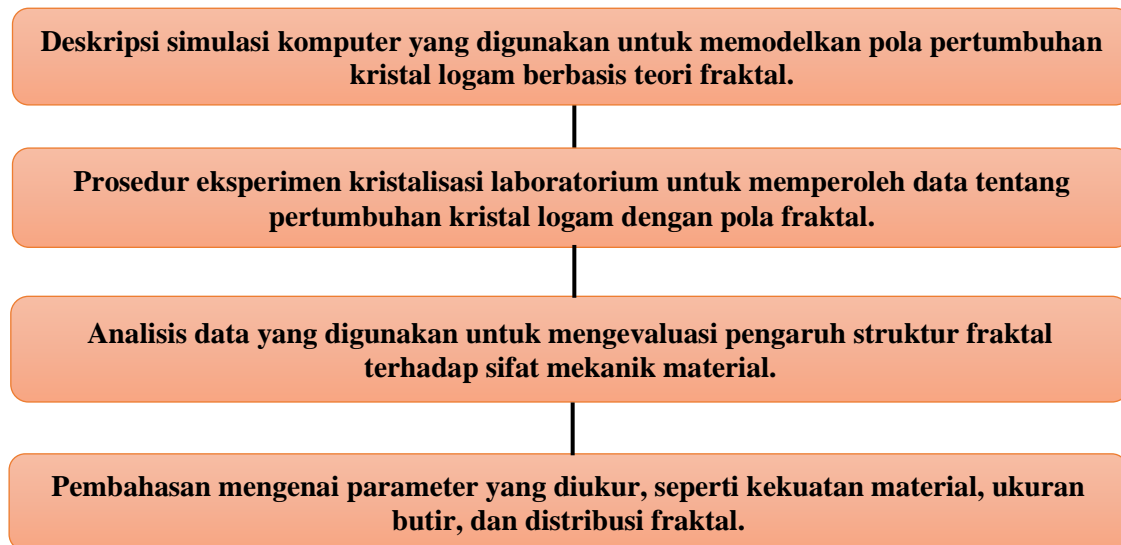 Deskripsi simulasi komputer yang digunakan untuk memodelkan pola pertumbuhan
kristal logam berbasis teori fraktal.
Prosedur eksperimen kristalisasi laboratorium untuk memperoleh data tentang
pertumbuhan kristal logam dengan pola fraktal.
Analisis data yang digunakan untuk mengevaluasi pengaruh struktur fraktal
terhadap sifat mekanik material.
Pembahasan mengenai parameter yang diukur, seperti kekuatan material, ukuran
butir, dan distribusi fraktal.